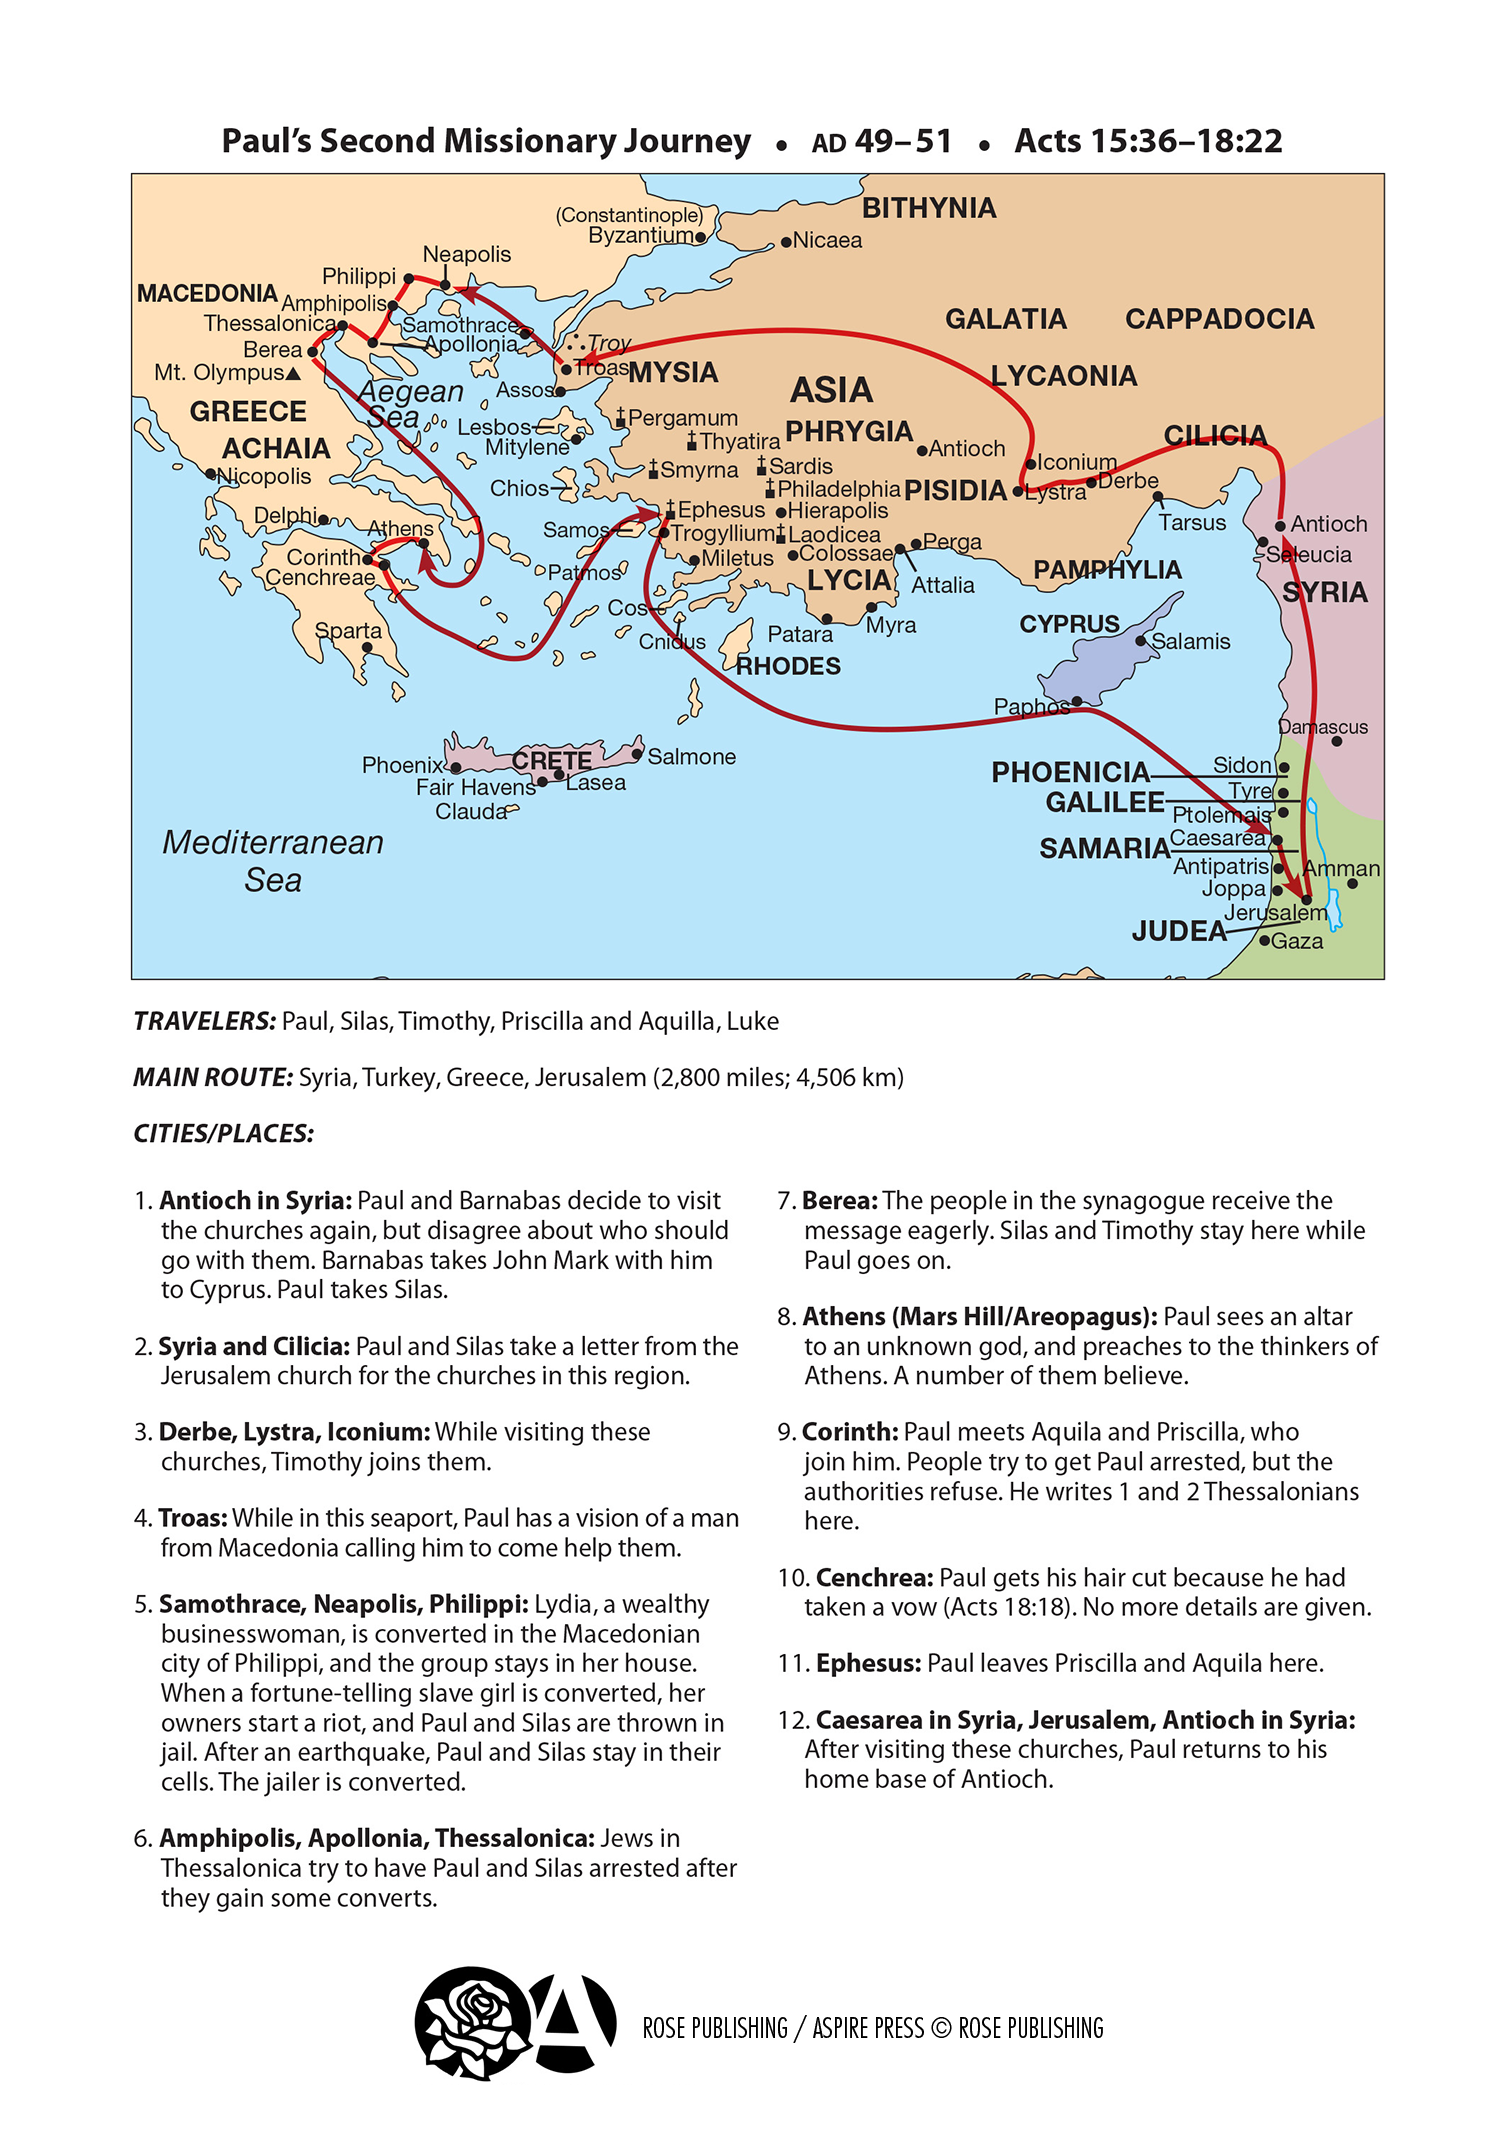 Paul’s Second Missionary Journey • AD 49–51 • Acts 15:36–18:22
BITHYNIA
(Constantinople)
Byzantium
Nicaea
Neapolis
Philippi
MACEDONIA
Amphipolis
Thessalonica
Samothrace
Apollonia
Berea
Mt. Olympus
Troy
Troas
MYSIA
GALATIA
CAPPADOCIA
LYCAONIA
ASIA
Assos
Aegean
Sea
GREECE
ACHAIA
Lesbos
Mitylene
Pergamum
Thyatira
PHRYGIA
Antioch
CILICIA
Nicopolis
Smyrna
Sardis
Iconium
Chios
Philadelphia
PISIDIA
Lystra
Derbe
Delphi
Athens
Ephesus
Hierapolis
Tarsus
Antioch
Samos
Trogyllium
Laodicea
Perga
Corinth
Cenchreae
Miletus
Colossae
Seleucia
Patmos
LYCIA
Attalia
PAMPHYLIA
SYRIA
Cos
Cnidus
Patara
Myra
CYPRUS
Salamis
Sparta
RHODES
Paphos
Damascus
Phoenix
CRETE
Salmone
Fair Havens
Lasea
Clauda
PHOENICIA
Sidon
GALILEE
Tyre
Ptolemais
Caesarea
SAMARIA
Antipatris
Amman
Joppa
Jerusalem
JUDEA
Gaza
Mediterranean
Sea
TRAVELERS: Paul, Silas, Timothy, Priscilla and Aquilla, Luke
MAIN ROUTE: Syria, Turkey, Greece, Jerusalem (2,800 miles; 4,506 km)
CITIES/PLACES:
1. Antioch in Syria: Paul and Barnabas decide to visit
the churches again, but disagree about who should
go with them. Barnabas takes John Mark with him
to Cyprus. Paul takes Silas.
2. Syria and Cilicia: Paul and Silas take a letter from the
Jerusalem church for the churches in this region.
3. Derbe, Lystra, Iconium: While visiting these
churches, Timothy joins them.
4. Troas: While in this seaport, Paul has a vision of a man
from Macedonia calling him to come help them.
5. Samothrace, Neapolis, Philippi: Lydia, a wealthy
businesswoman, is converted in the Macedonian
city of Philippi, and the group stays in her house.
When a fortune-telling slave girl is converted, her
owners start a riot, and Paul and Silas are thrown in
jail. After an earthquake, Paul and Silas stay in their
cells. The jailer is converted.
6. Amphipolis, Apollonia, Thessalonica: Jews in
Thessalonica try to have Paul and Silas arrested after
they gain some converts.
7. Berea: The people in the synagogue receive the
message eagerly. Silas and Timothy stay here while
Paul goes on.
8. Athens (Mars Hill/Areopagus): Paul sees an altar
to an unknown god, and preaches to the thinkers of
Athens. A number of them believe.
9. Corinth: Paul meets Aquila and Priscilla, who
join him. People try to get Paul arrested, but the
authorities refuse. He writes 1 and 2 Thessalonians
here.
10. Cenchrea: Paul gets his hair cut because he had
taken a vow (Acts 18:18). No more details are given.
11. Ephesus: Paul leaves Priscilla and Aquila here.
12. Caesarea in Syria, Jerusalem, Antioch in Syria:
After visiting these churches, Paul returns to his
home base of Antioch.
A
ROSE PUBLISHING / ASPIRE PRESS © ROSE PUBLISHING